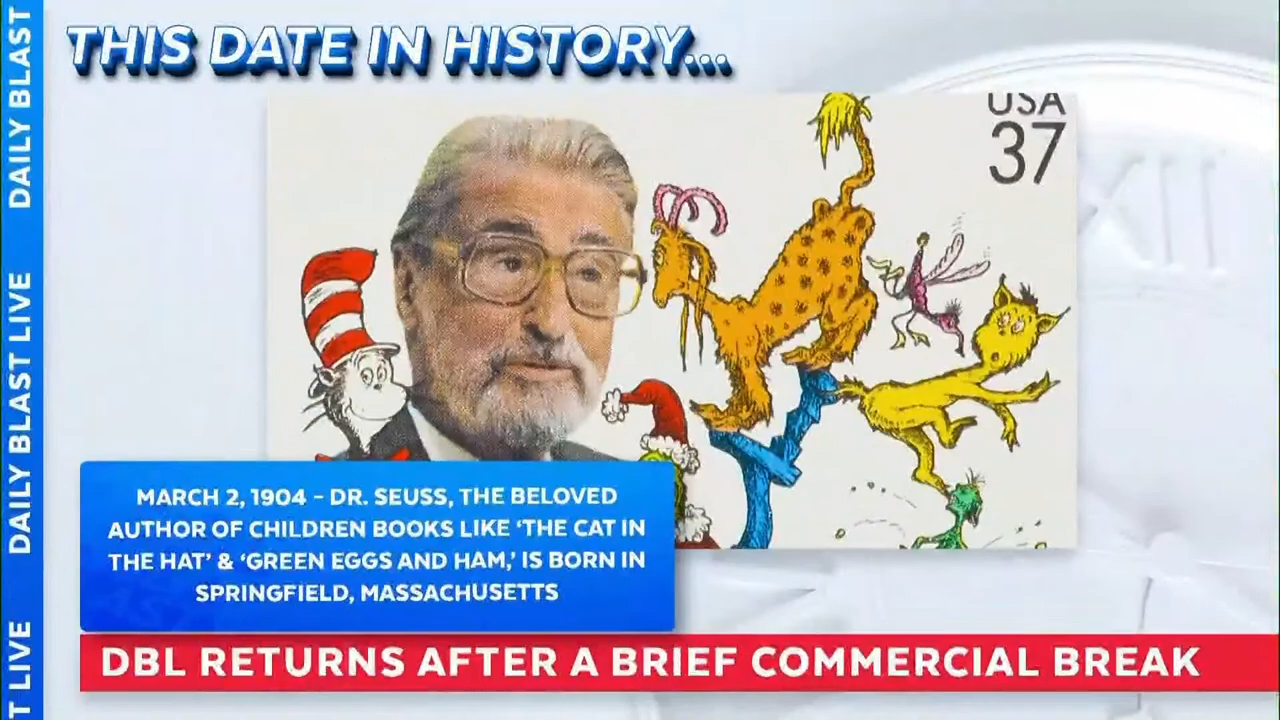 THIS DATE IN HISTORY...
USA
37
XII
MARCH 2, 1904 – DR. SEUSS, THE BELOVED
AUTHOR OF CHILDREN BOOKS LIKE ‘THE CAT IN
THE HAT’ & ‘GREEN EGGS AND HAM,’ IS BORN IN
SPRINGFIELD, MASSACHUSETTS
DBL RETURNS AFTER A BRIEF COMMERCIAL BREAK
DAILY BLAST
DAILY BLAST LIVE
T LIVE